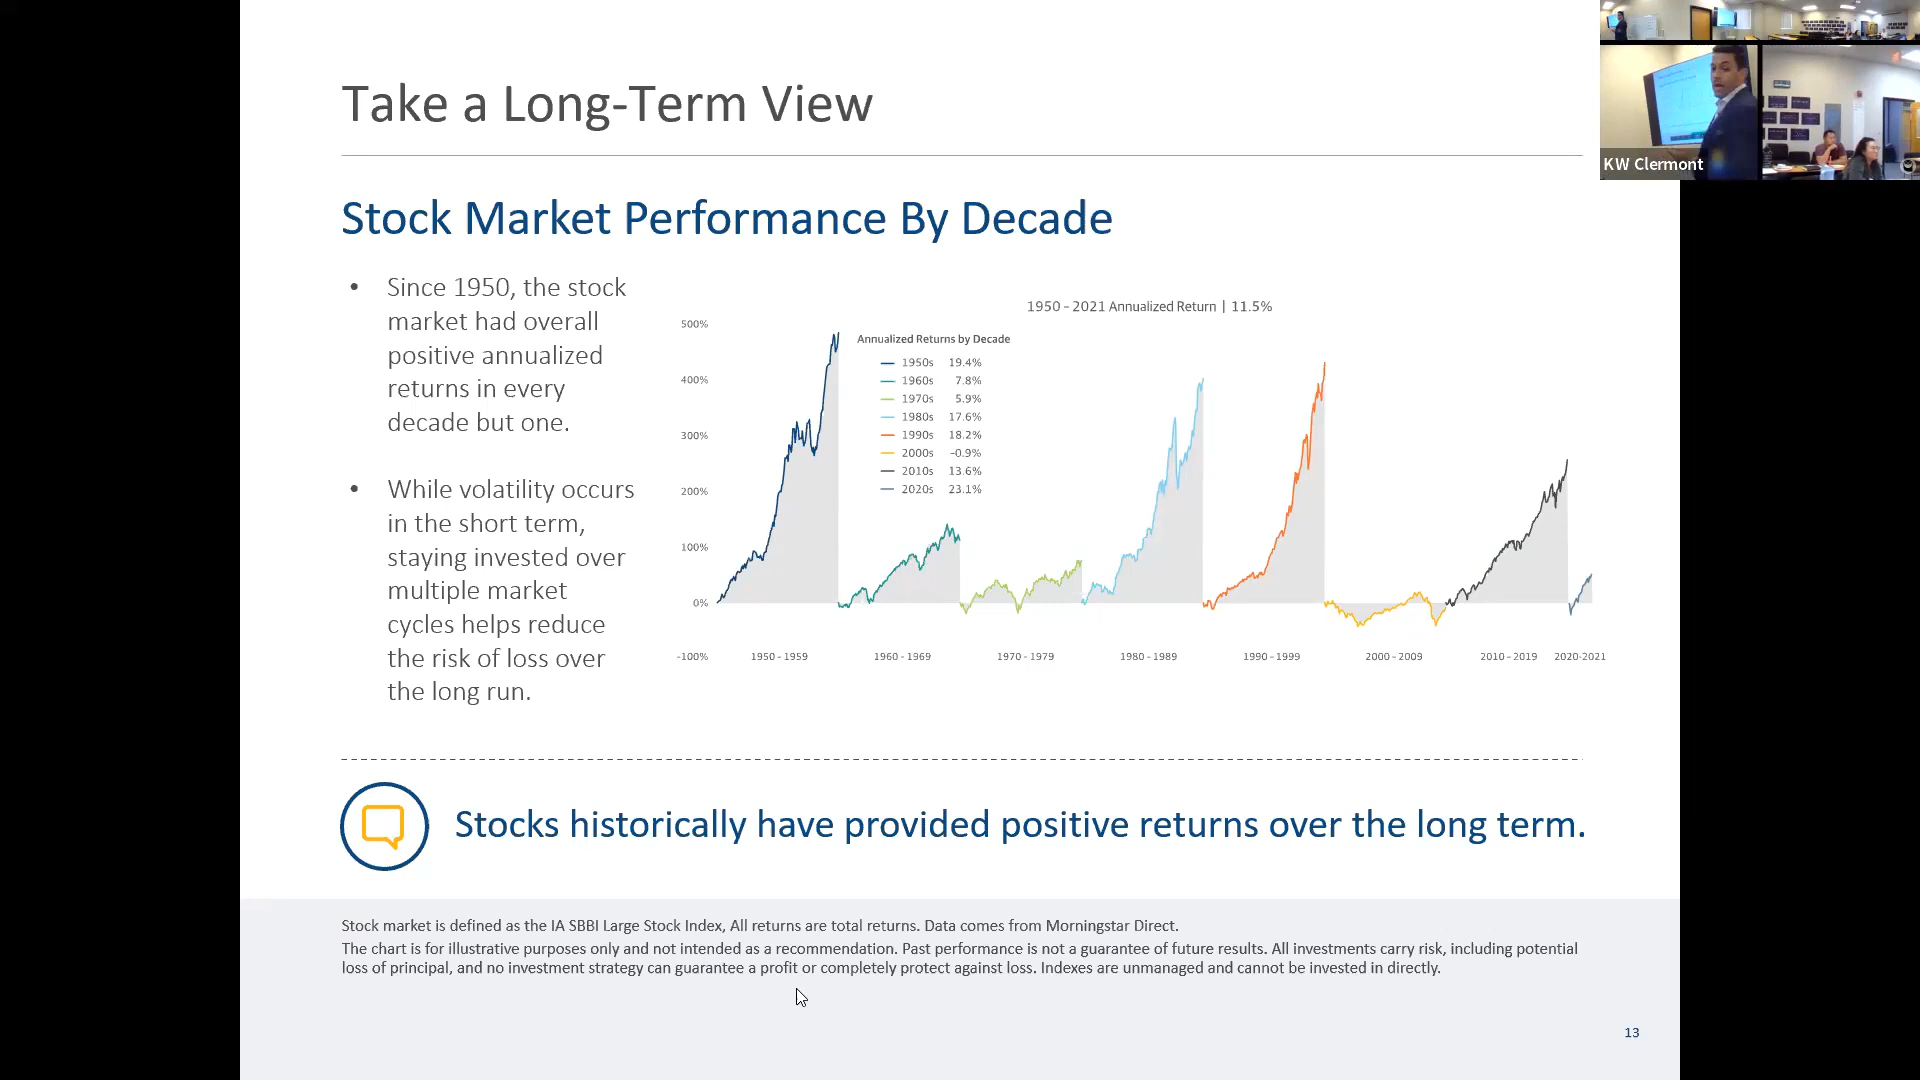 Take a Long-Term View
KW Clermont
Stock Market Performance By Decade
• Since 1950, the stock
market had overall
positive annualized
returns in every
decade but one.
• While volatility occurs
in the short term,
staying invested over
multiple market
cycles helps reduce
the risk of loss over
the long run.
1950 - 2021 Annualized Return | 11.5%
500%
400%
300%
200%
100%
0%
-100%
Annualized Returns by Decade
1950s 19.4%
1960s 7.8%
1970s 5.9%
1980s 17.6%
1990s 18.2%
2000s -0.9%
2010s 13.6%
2020s 23.1%
1950 - 1959 1960 - 1969 1970 - 1979 1980 - 1989 1990 - 1999 2000 - 2009 2010 - 2019 2020-2021
Stocks historically have provided positive returns over the long term.
Stock market is defined as the IA SBBI Large Stock Index, All returns are total returns. Data comes from Morningstar Direct.
The chart is for illustrative purposes only and not intended as a recommendation. Past performance is not a guarantee of future results. All investments carry risk, including potential
loss of principal, and no investment strategy can guarantee a profit or completely protect against loss. Indexes are unmanaged and cannot be invested in directly.
13